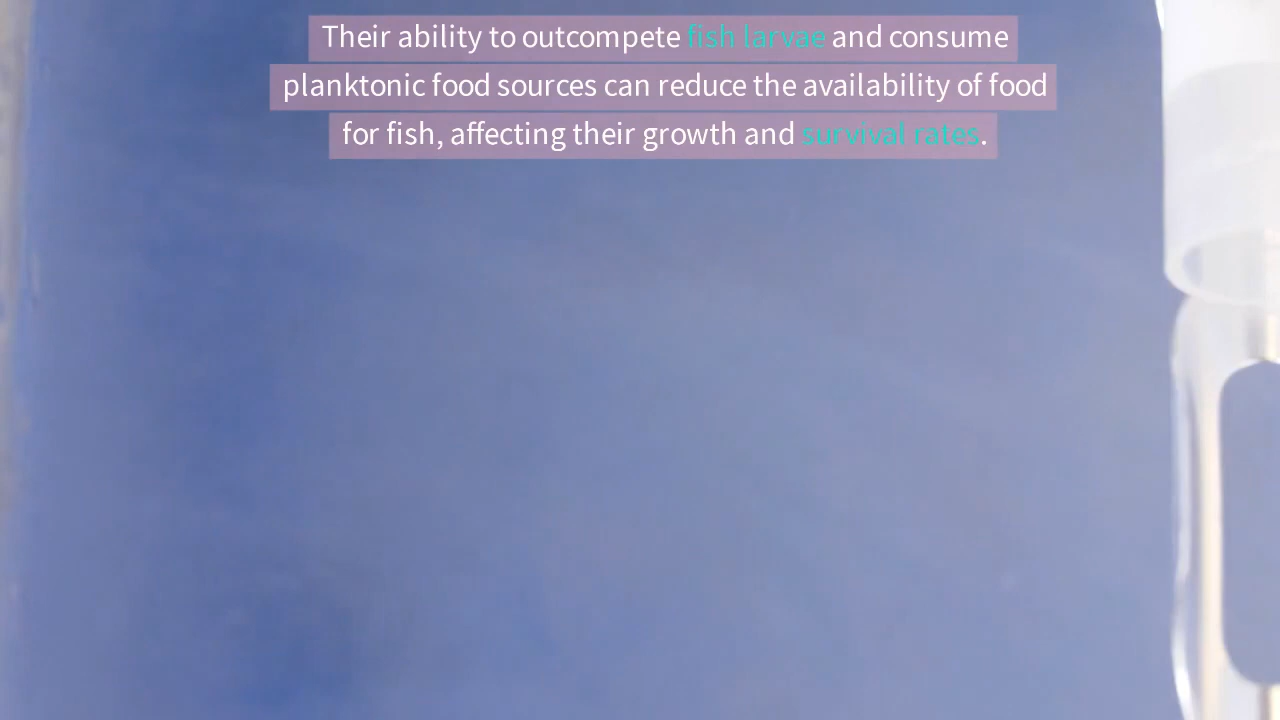 Their ability to outcompete fish larvae and consume
planktonic food sources can reduce the availability of food
for fish, affecting their growth and survival rates.